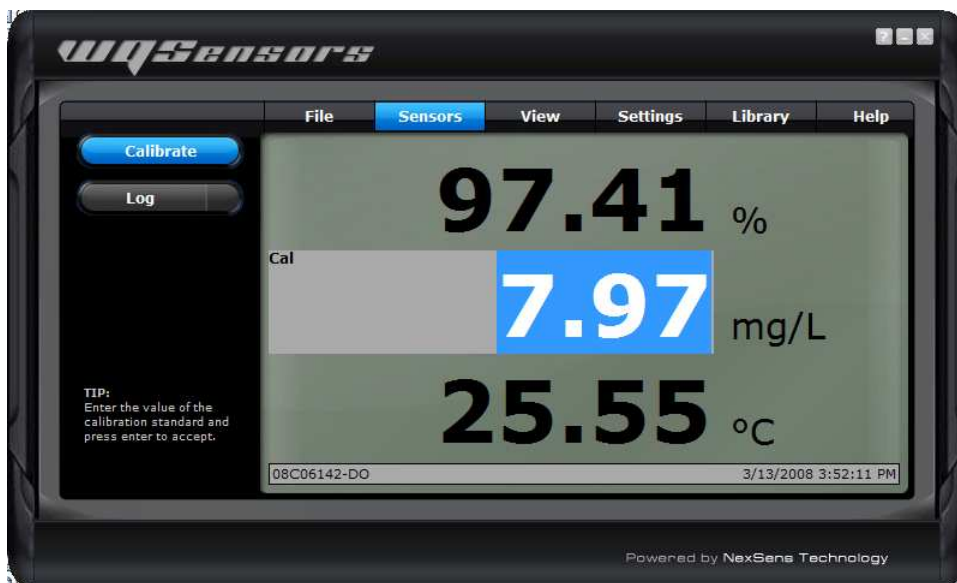 WQSensors
? _ ×
File Sensors View Settings Library Help
Calibrate
Log
97.41 %
Cal
7.97 mg/L
25.55 °C
TIP:
Enter the value of the
calibration standard and
press enter to accept.
08C06142-DO 3/13/2008 3:52:11 PM
Powered by NexSens Technology